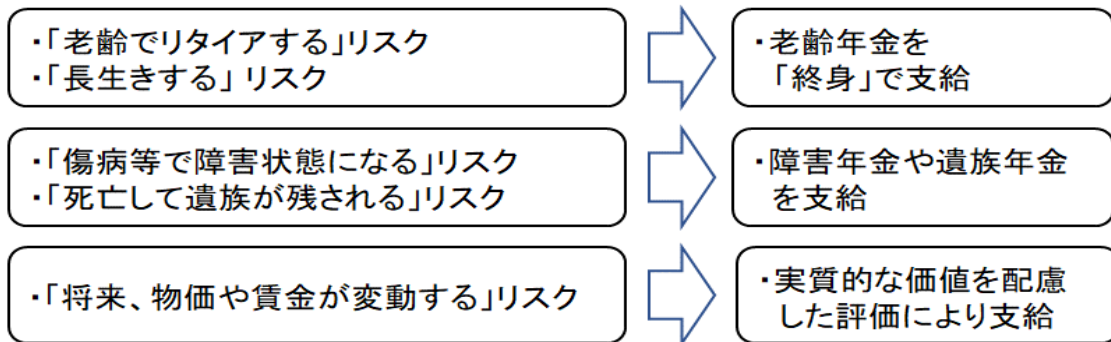 ・「老齢でリタイアする」リスク
・「長生きする」 リスク
・老齢年金を
「終身」で支給
・「傷病等で障害状態になる」リスク
・「死亡して遺族が残される」リスク
・障害年金や遺族年金
を支給
・「将来、物価や賃金が変動する」リスク
・実質的な価値を配慮
した評価により支給